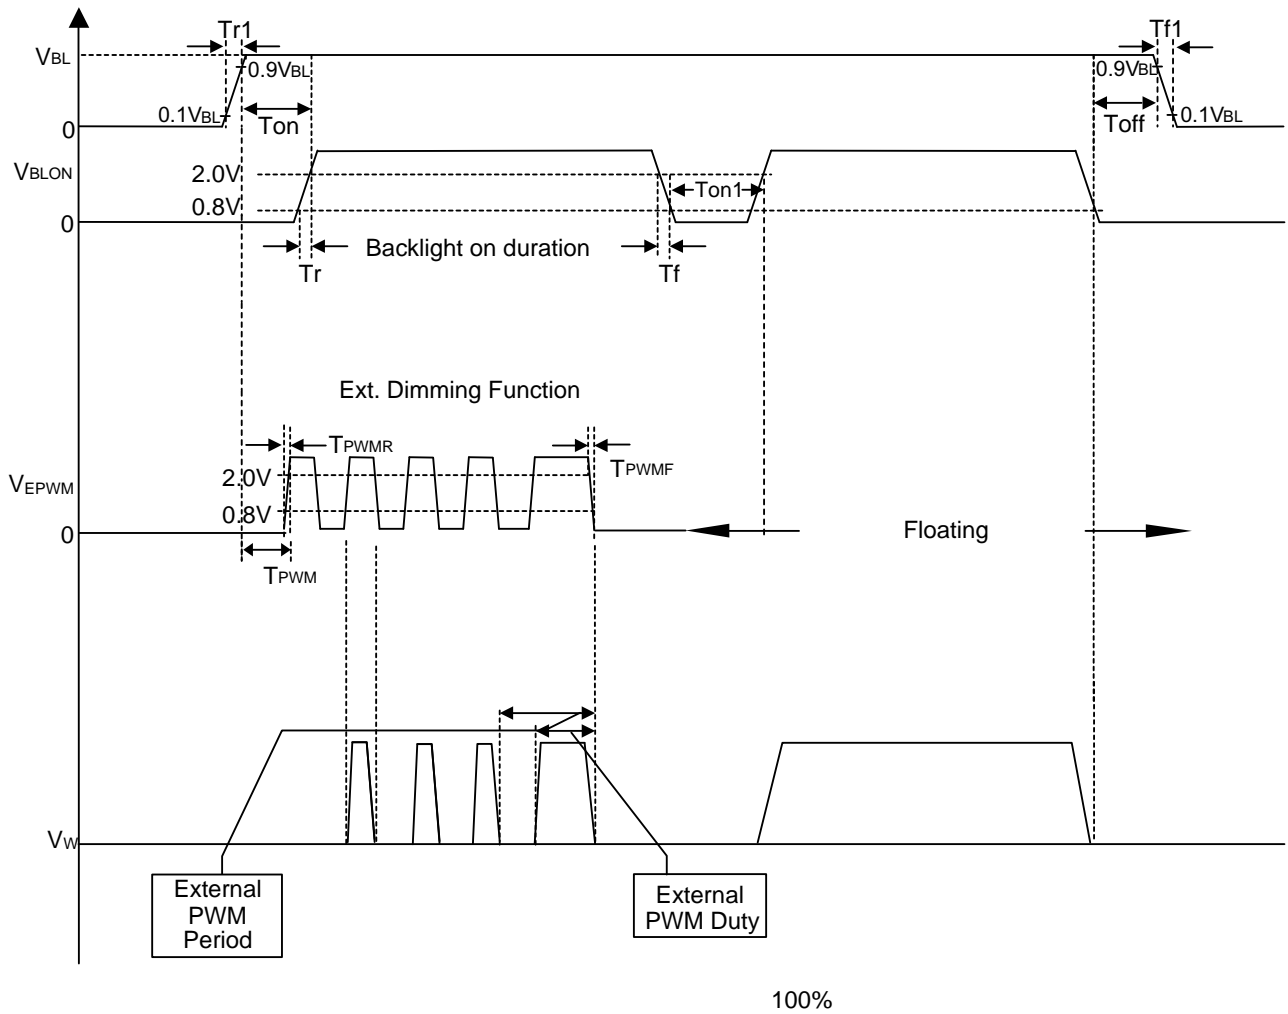 Tr1
Tf1
VBL
0.9VBL
0.9VBL
0.1VBL
0.1VBL
0
Ton
Toff
VBLON
2.0V
Ton1
0.8V
0
Backlight on duration
Tr
Tf
Ext. Dimming Function
TPWMR
TPWMF
2.0V
VEPWM
0.8V
0
Floating
TPWM
VW
External
PWM
Period
External
PWM Duty
100%